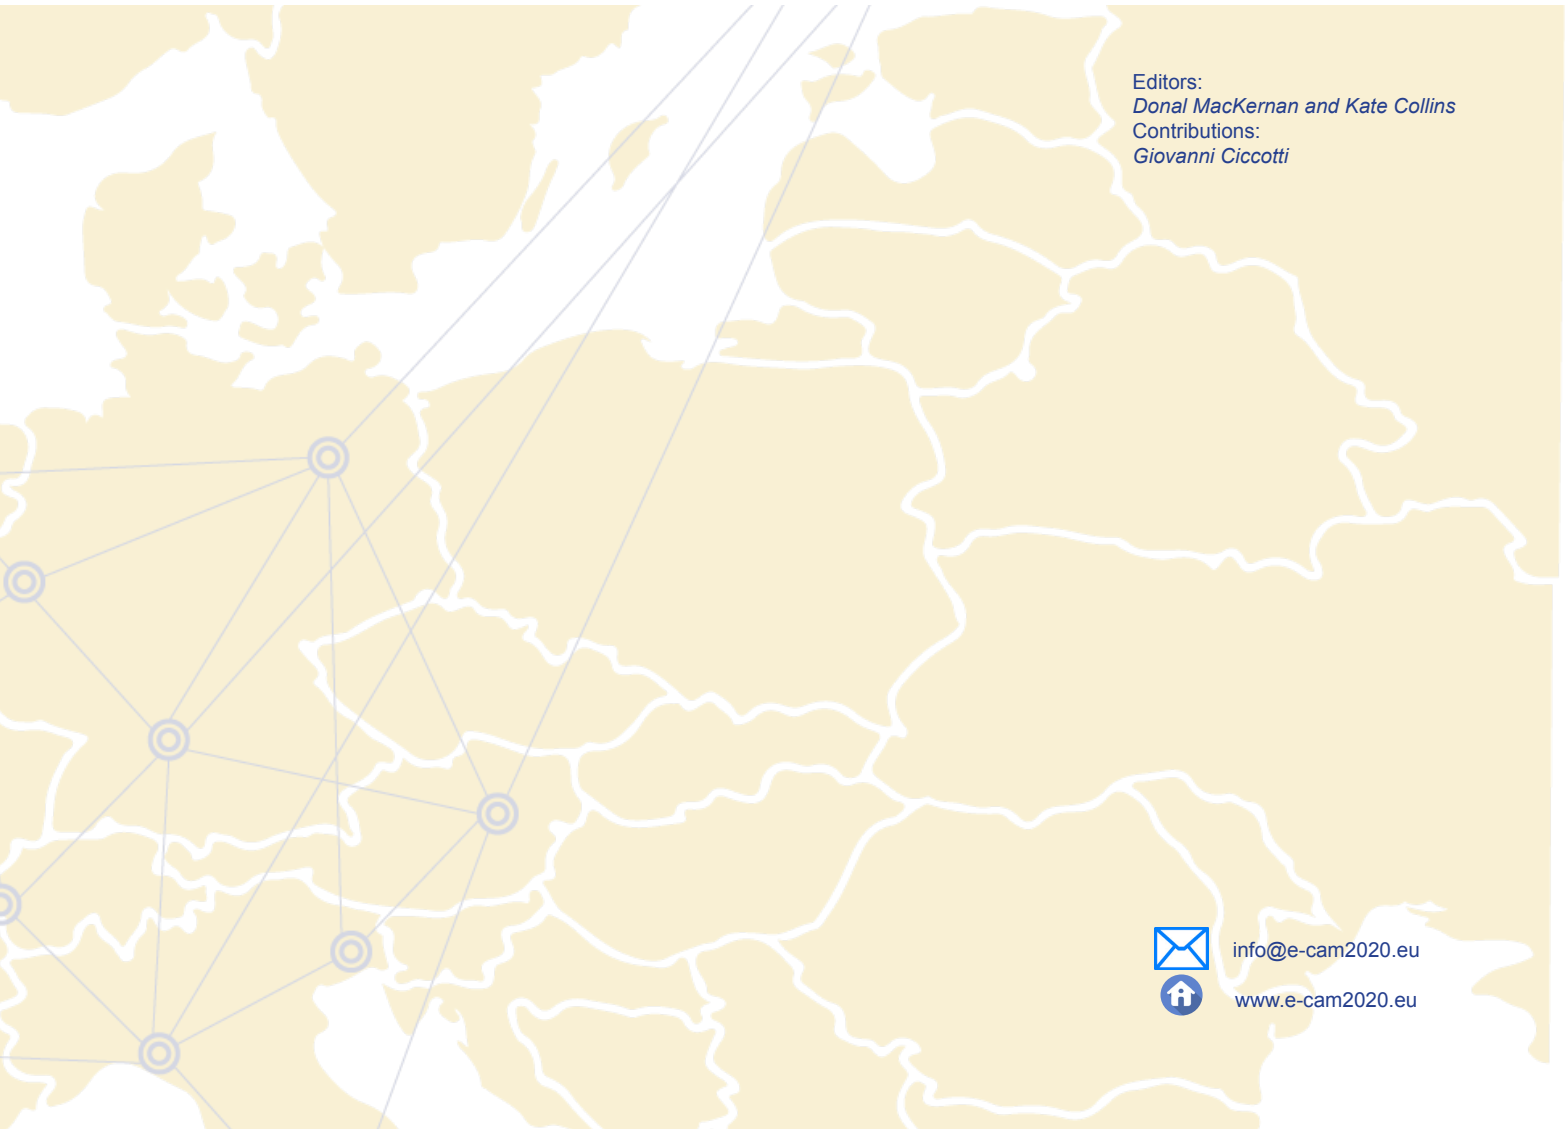 Editors:
Donal MacKernan and Kate Collins
Contributions:
Giovanni Ciccotti
info@e-cam2020.eu
www.e-cam2020.eu